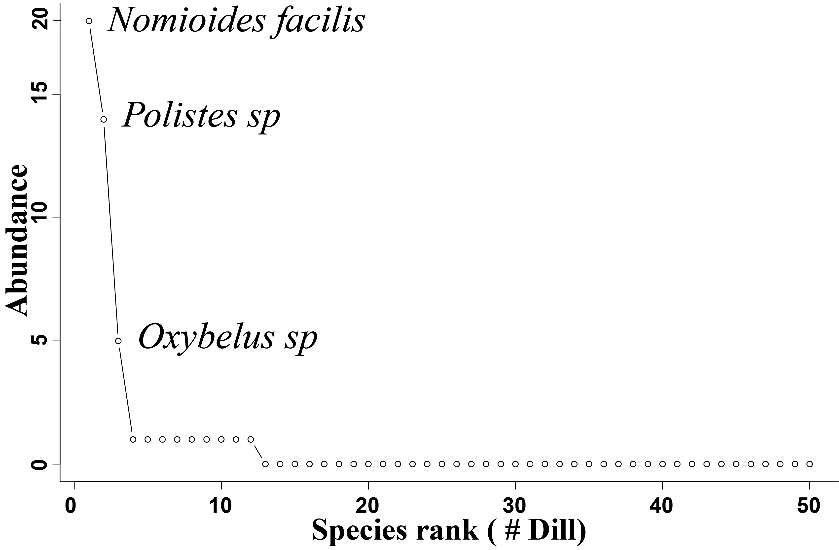 20
15
10
5
0
Abundance
Nomioides facilis
Polistes sp
Oxybelus sp
0 10 20 30 40 50
Species rank ( # Dill)